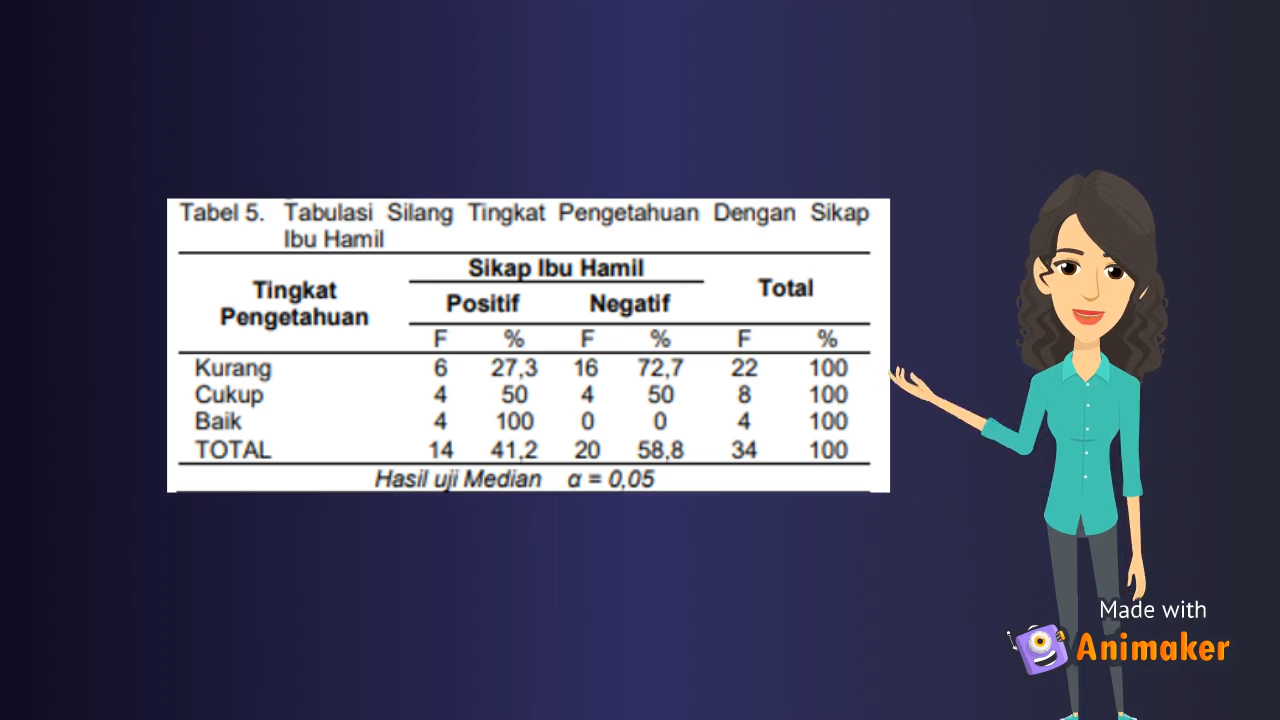 Tabel 5. Tabulasi Silang Tingkat Pengetahuan Dengan Sikap
Ibu Hamil
Tingkat Pengetahuan
Sikap Ibu Hamil
Total
Positif Negatif
F % F % F %
Kurang 6 27,3 16 72,7 22 100
Cukup 4 50 4 50 8 100
Baik 4 100 0 0 4 100
TOTAL 14 41,2 20 58,8 34 100
Hasil uji Median α = 0,05
Made with
Animaker